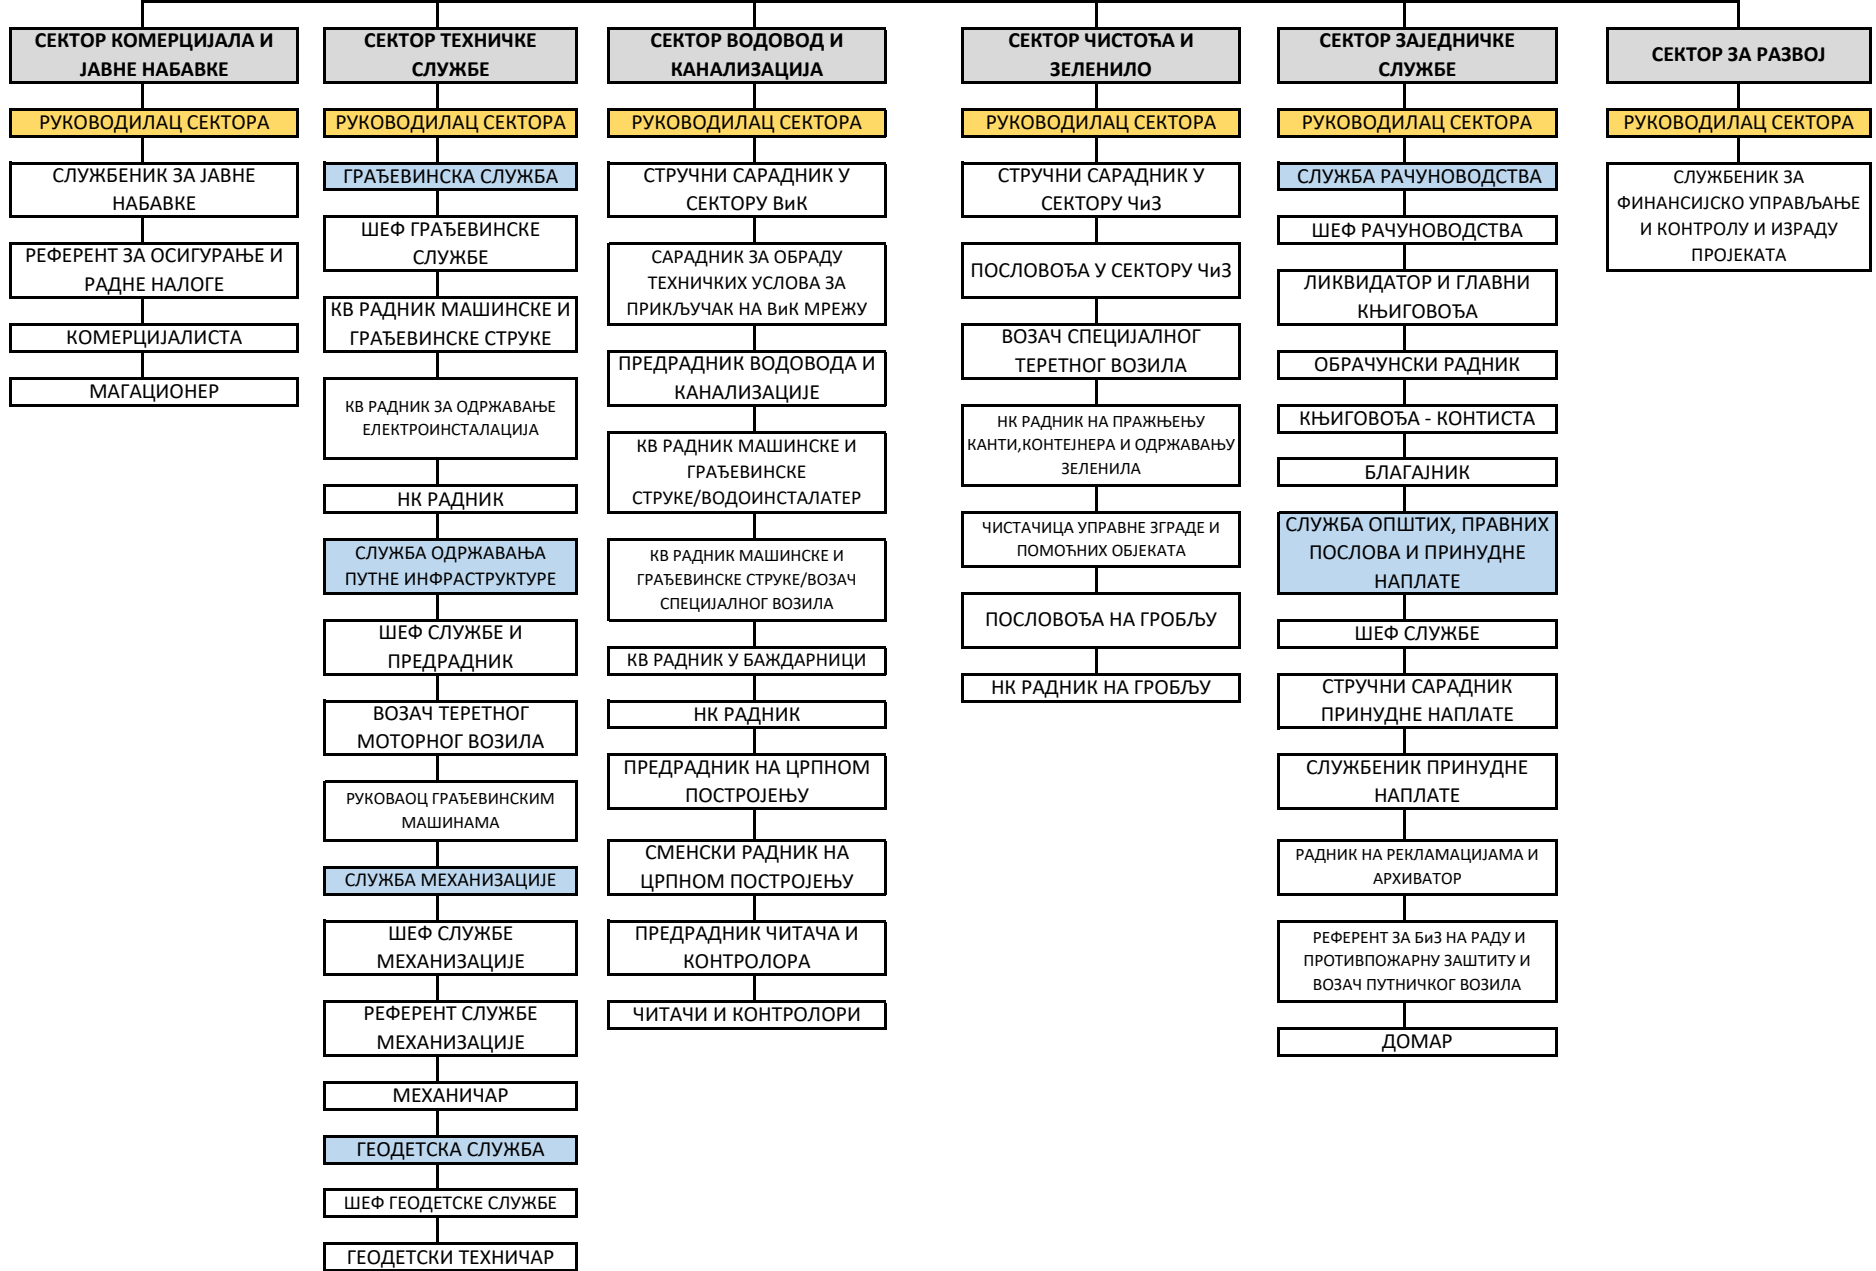 СЕКТОР КОМЕРЦИЈАЛА И
ЈАВНЕ НАБАВКЕ
РУКОВОДИЛАЦ СЕКТОРА
СЛУЖБЕНИК ЗА ЈАВНЕ
НАБАВКЕ
РЕФЕРЕНТ ЗА ОСИГУРАЊЕ И
РАДНЕ НАЛОГЕ
КОМЕРЦИЈАЛИСТА
МАГАЦИОНЕР
СЕКТОР ТЕХНИЧКЕ
СЛУЖБЕ
РУКОВОДИЛАЦ СЕКТОРА
ГРАЂЕВИНСКА СЛУЖБА
ШЕФ ГРАЂЕВИНСКЕ
СЛУЖБЕ
КВ РАДНИК МАШИНСКЕ И
ГРАЂЕВИНСКЕ СТРУКЕ
КВ РАДНИК ЗА ОДРЖАВАЊЕ
ЕЛЕКТРОИНСТАЛАЦИЈА
НК РАДНИК
СЛУЖБА ОДРЖАВАЊА
ПУТНЕ ИНФРАСТРУКТУРЕ
ШЕФ СЛУЖБЕ И
ПРЕДРАДНИК
ВОЗАЧ ТЕРЕТНОГ
МОТОРНОГ ВОЗИЛА
РУКОВАОЦ ГРАЂЕВИНСКИМ
МАШИНАМА
СЛУЖБА МЕХАНИЗАЦИЈЕ
ШЕФ СЛУЖБЕ
МЕХАНИЗАЦИЈЕ
РЕФЕРЕНТ СЛУЖБЕ
МЕХАНИЗАЦИЈЕ
МЕХАНИЧАР
ГЕОДЕТСКА СЛУЖБА
ШЕФ ГЕОДЕТСКЕ СЛУЖБЕ
ГЕОДЕТСКИ ТЕХНИЧАР
СЕКТОР ВОДОВОД И
КАНАЛИЗАЦИЈА
РУКОВОДИЛАЦ СЕКТОРА
СТРУЧНИ САРАДНИК У
СЕКТОРУ ВиК
САРАДНИК ЗА ОБРАДУ
ТЕХНИЧКИХ УСЛОВА ЗА
ПРИКЉУЧАК НА ВиК МРЕЖУ
ПРЕДРАДНИК ВОДОВОДА И
КАНАЛИЗАЦИЈЕ
КВ РАДНИК МАШИНСКЕ И
ГРАЂЕВИНСКЕ
СТРУКЕ/ВОДОИНСТАЛАТЕР
КВ РАДНИК МАШИНСКЕ И
ГРАЂЕВИНСКЕ СТРУКЕ/ВОЗАЧ
СПЕЦИЈАЛНОГ ВОЗИЛА
КВ РАДНИК У БАЖДАРНИЦИ
НК РАДНИК
ПРЕДРАДНИК НА ЦРПНОМ
ПОСТРОЈЕЊУ
СМЕНСКИ РАДНИК НА
ЦРПНОМ ПОСТРОЈЕЊУ
ПРЕДРАДНИК ЧИТАЧА И
КОНТРОЛОРА
ЧИТАЧИ И КОНТРОЛОРИ
СЕКТОР ЧИСТОЋА И
ЗЕЛЕНИЛО
РУКОВОДИЛАЦ СЕКТОРА
СТРУЧНИ САРАДНИК У
СЕКТОРУ ЧиЗ
ПОСЛОВОЂА У СЕКТОРУ ЧиЗ
ВОЗАЧ СПЕЦИЈАЛНОГ
ТЕРЕТНОГ ВОЗИЛА
НК РАДНИК НА ПРАЖЊЕЊУ
КАНТИ,КОНТЕЈНЕРА И ОДРЖАВАЊУ
ЗЕЛЕНИЛА
ЧИСТАЧИЦА УПРАВНЕ ЗГРАДЕ И
ПОМОЋНИХ ОБЈЕКАТА
ПОСЛОВОЂА НА ГРОБЉУ
НК РАДНИК НА ГРОБЉУ
СЕКТОР ЗАЈЕДНИЧКЕ
СЛУЖБЕ
РУКОВОДИЛАЦ СЕКТОРА
СЛУЖБА РАЧУНОВОДСТВА
ШЕФ РАЧУНОВОДСТВА
ЛИКВИДАТОР И ГЛАВНИ
КЊИГОВОЂА
ОБРАЧУНСКИ РАДНИК
КЊИГОВОЂА - КОНТИСТА
БЛАГАЈНИК
СЛУЖБА ОПШТИХ, ПРАВНИХ
ПОСЛОВА И ПРИНУДНЕ
НАПЛАТЕ
ШЕФ СЛУЖБЕ
СТРУЧНИ САРАДНИК
ПРИНУДНЕ НАПЛАТЕ
СЛУЖБЕНИК ПРИНУДНЕ
НАПЛАТЕ
РАДНИК НА РЕКЛАМАЦИЈАМА И
АРХИВАТОР
РЕФЕРЕНТ ЗА БиЗ НА РАДУ И
ПРОТИВПОЖАРНУ ЗАШТИТУ И
ВОЗАЧ ПУТНИЧКОГ ВОЗИЛА
ДОМАР
СЕКТОР ЗА РАЗВОЈ
РУКОВОДИЛАЦ СЕКТОРА
СЛУЖБЕНИК ЗА
ФИНАНСИЈСКО УПРАВЉАЊЕ
И КОНТРОЛУ И ИЗРАДУ
ПРОЈЕКАТА